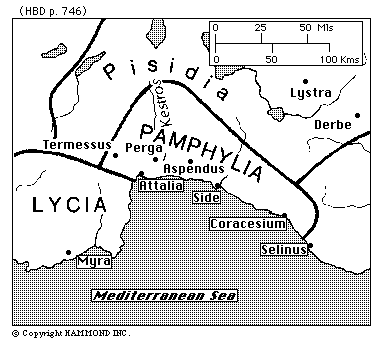 (HBD p. 746)
0 25 50 Mls
0 50 100 Kms
Pisidia
Lystra
Derbe
Kestros
Termessus
Perga
PAMPHYLIA
Aspendus
Attalia
Side
LYCIA
Coracesium
Selinus
Myra
Mediterranean Sea
© Copyright HAMMOND INC.